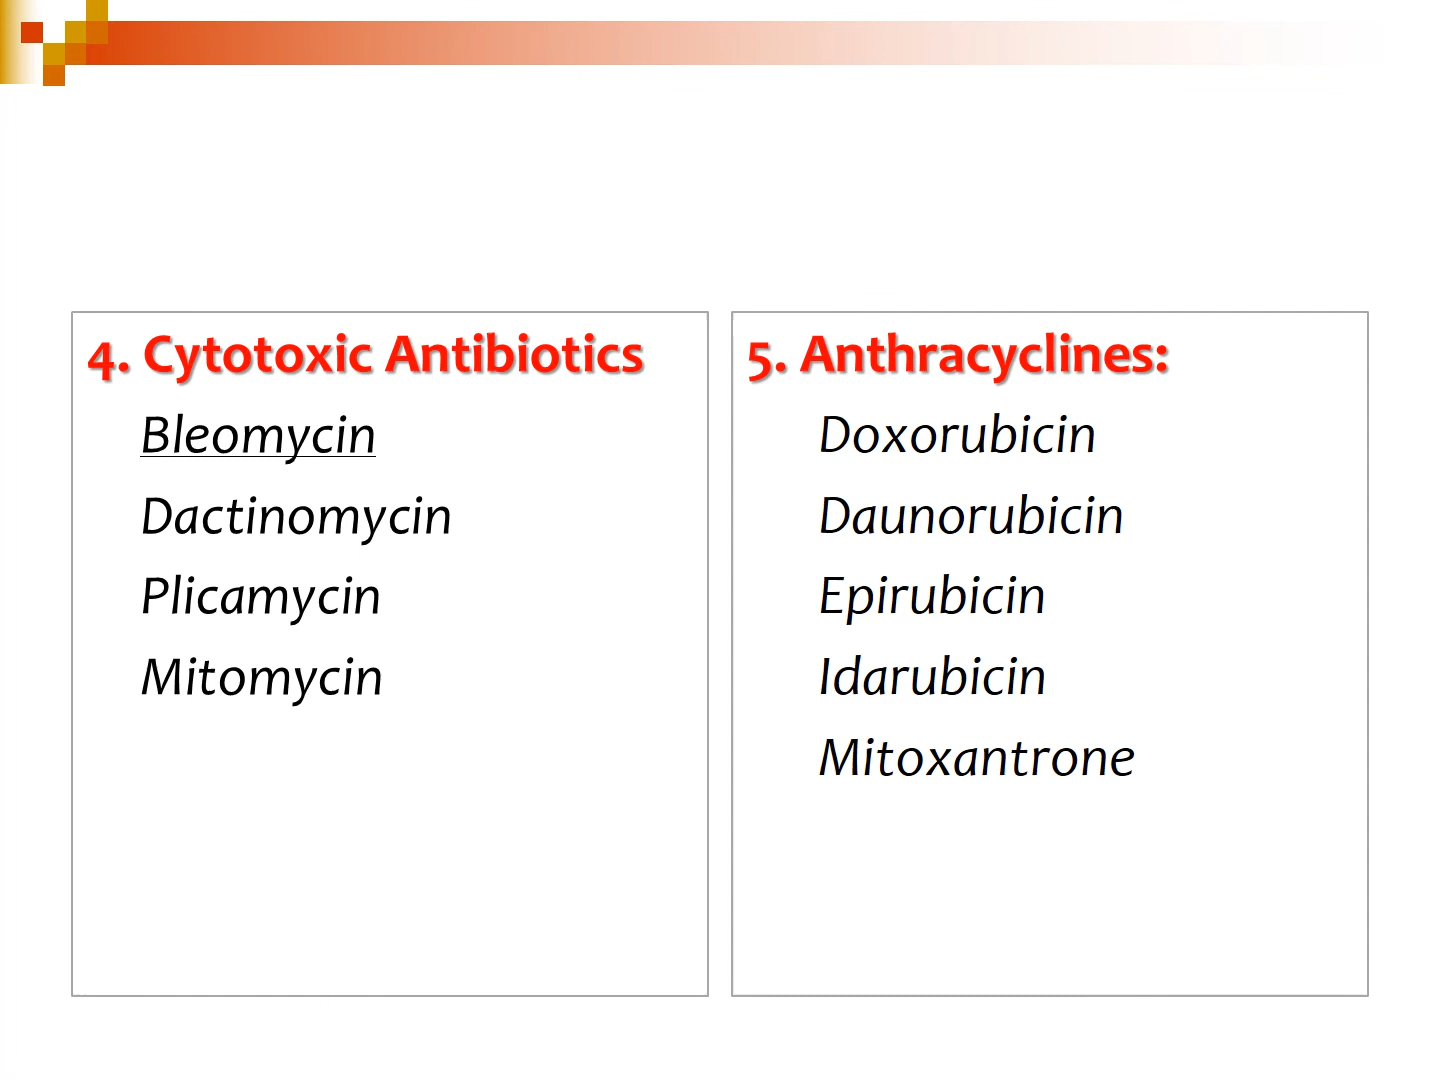 4. Cytotoxic Antibiotics
Bleomycin
Dactinomycin
Plicamycin
Mitomycin
5. Anthracyclines:
Doxorubicin
Daunorubicin
Epirubicin
Idarubicin
Mitoxantrone